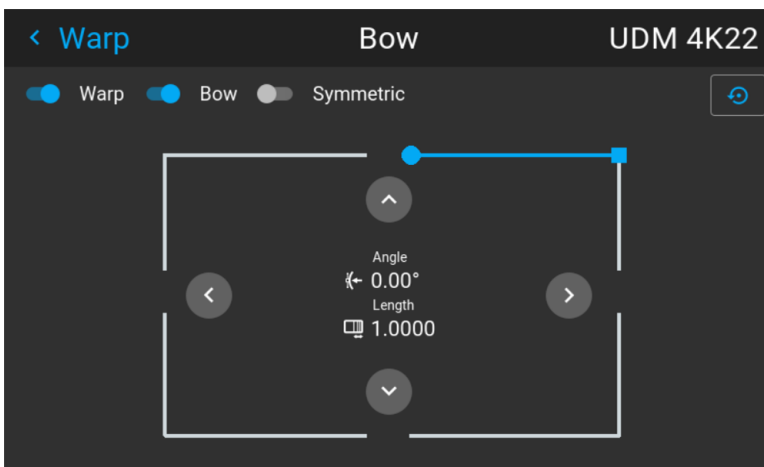 Warp Bow UDM 4K22
Warp Bow Symmetric
Angle
0.00°
Length
1.0000